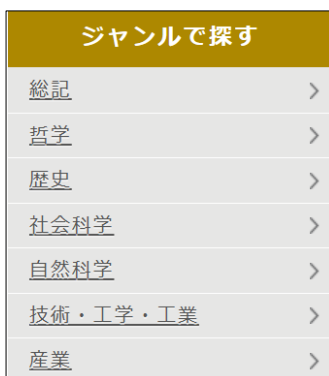 ジャンルで探す
総記
哲学
歴史
社会科学
自然科学
技術・工学・工業
産業